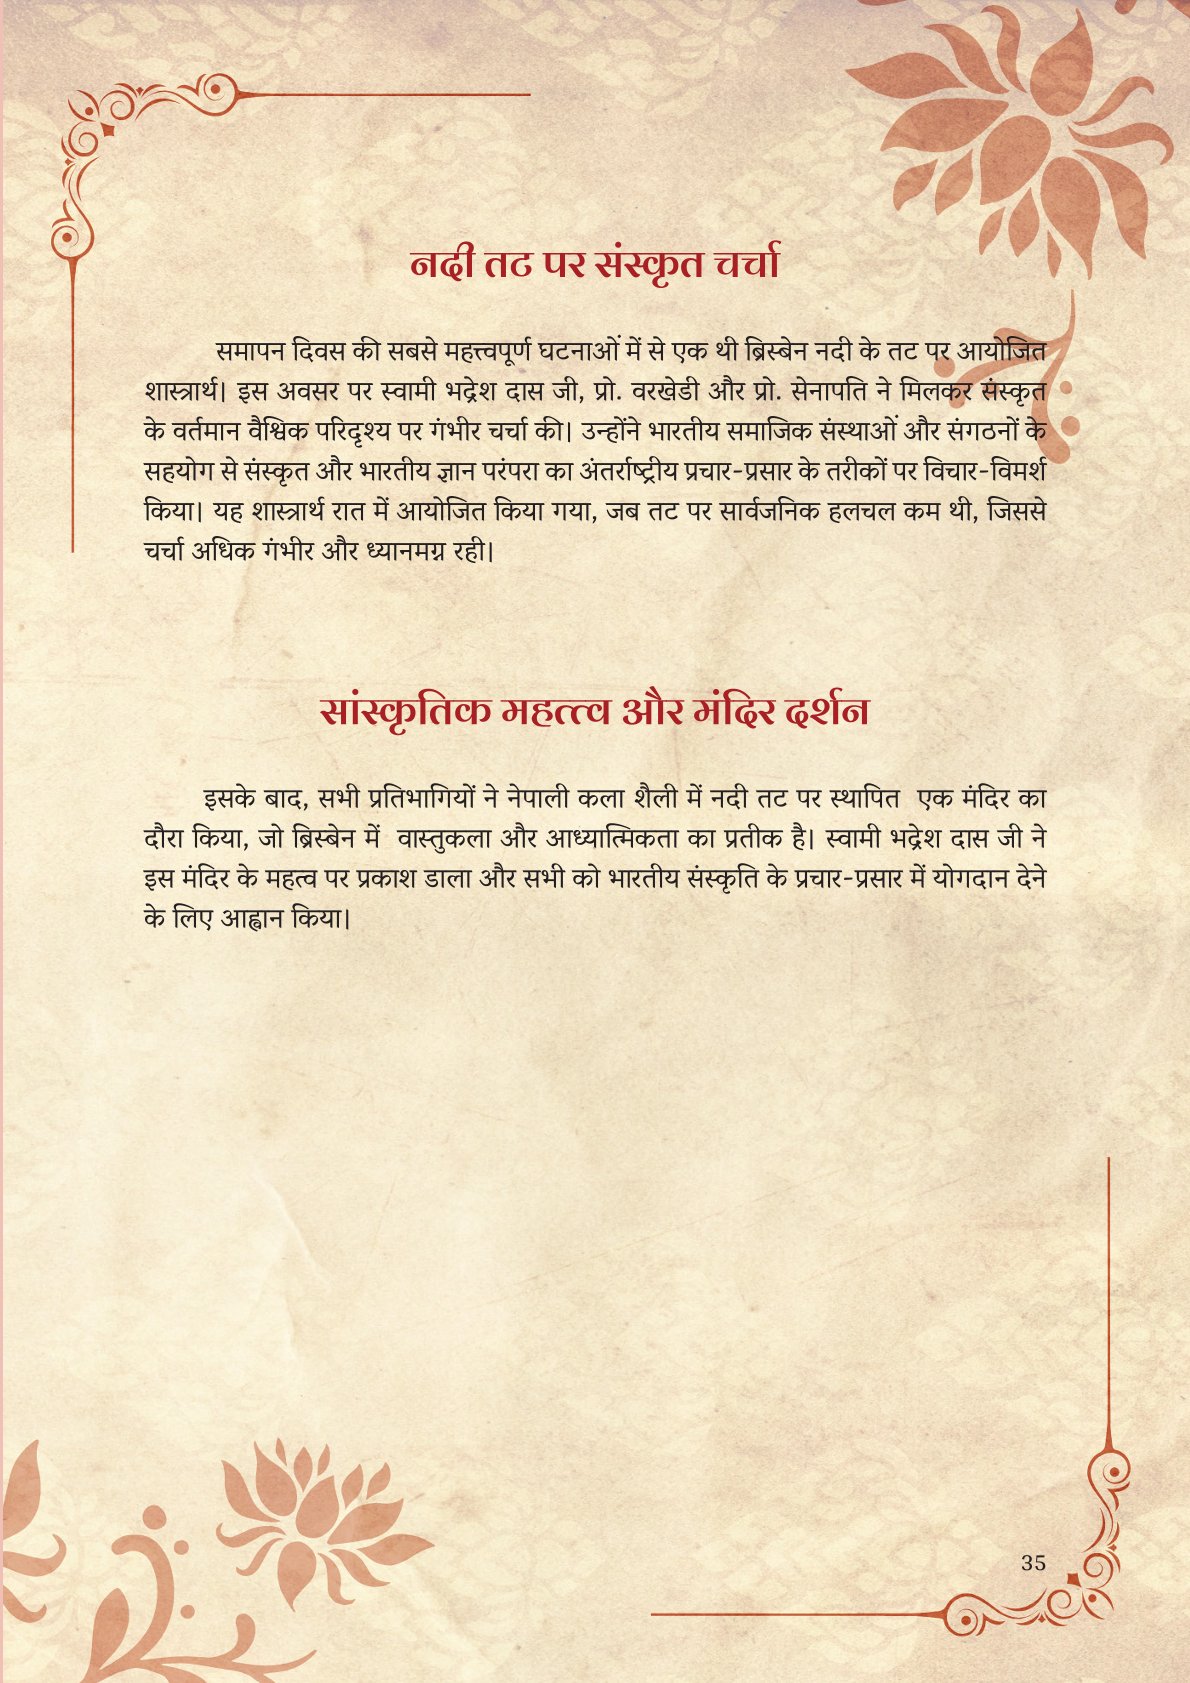 नदी तट पर संस्कृत चर्चा
समापन दिवस की सबसे महत्त्वपूर्ण घटनाओं में से एक थी ब्रिस्बेन नदी के तट पर आयोजित
शास्त्रार्थ। इस अवसर पर स्वामी भद्रेश दास जी, प्रो. वरखेडी और प्रो. सेनापति ने मिलकर संस्कृत
के वर्तमान वैश्विक परिदृश्य पर गंभीर चर्चा की। उन्होंने भारतीय समाजिक संस्थाओं और संगठनों के
सहयोग से संस्कृत और भारतीय ज्ञान परंपरा का अंतर्राष्ट्रीय प्रचार-प्रसार के तरीकों पर विचार-विमर्श
किया। यह शास्त्रार्थ रात में आयोजित किया गया, जब तट पर सार्वजनिक हलचल कम थी, जिससे
चर्चा अधिक गंभीर और ध्यानमग्न रही।
सांस्कृतिक महत्त्व और मंदिर दर्शन
इसके बाद, सभी प्रतिभागियों ने नेपाली कला शैली में नदी तट पर स्थापित एक मंदिर का
दौरा किया, जो ब्रिस्बेन में वास्तुकला और आध्यात्मिकता का प्रतीक है। स्वामी भद्रेश दास जी ने
इस मंदिर के महत्व पर प्रकाश डाला और सभी को भारतीय संस्कृति के प्रचार-प्रसार में योगदान देने
के लिए आह्वान किया।
35